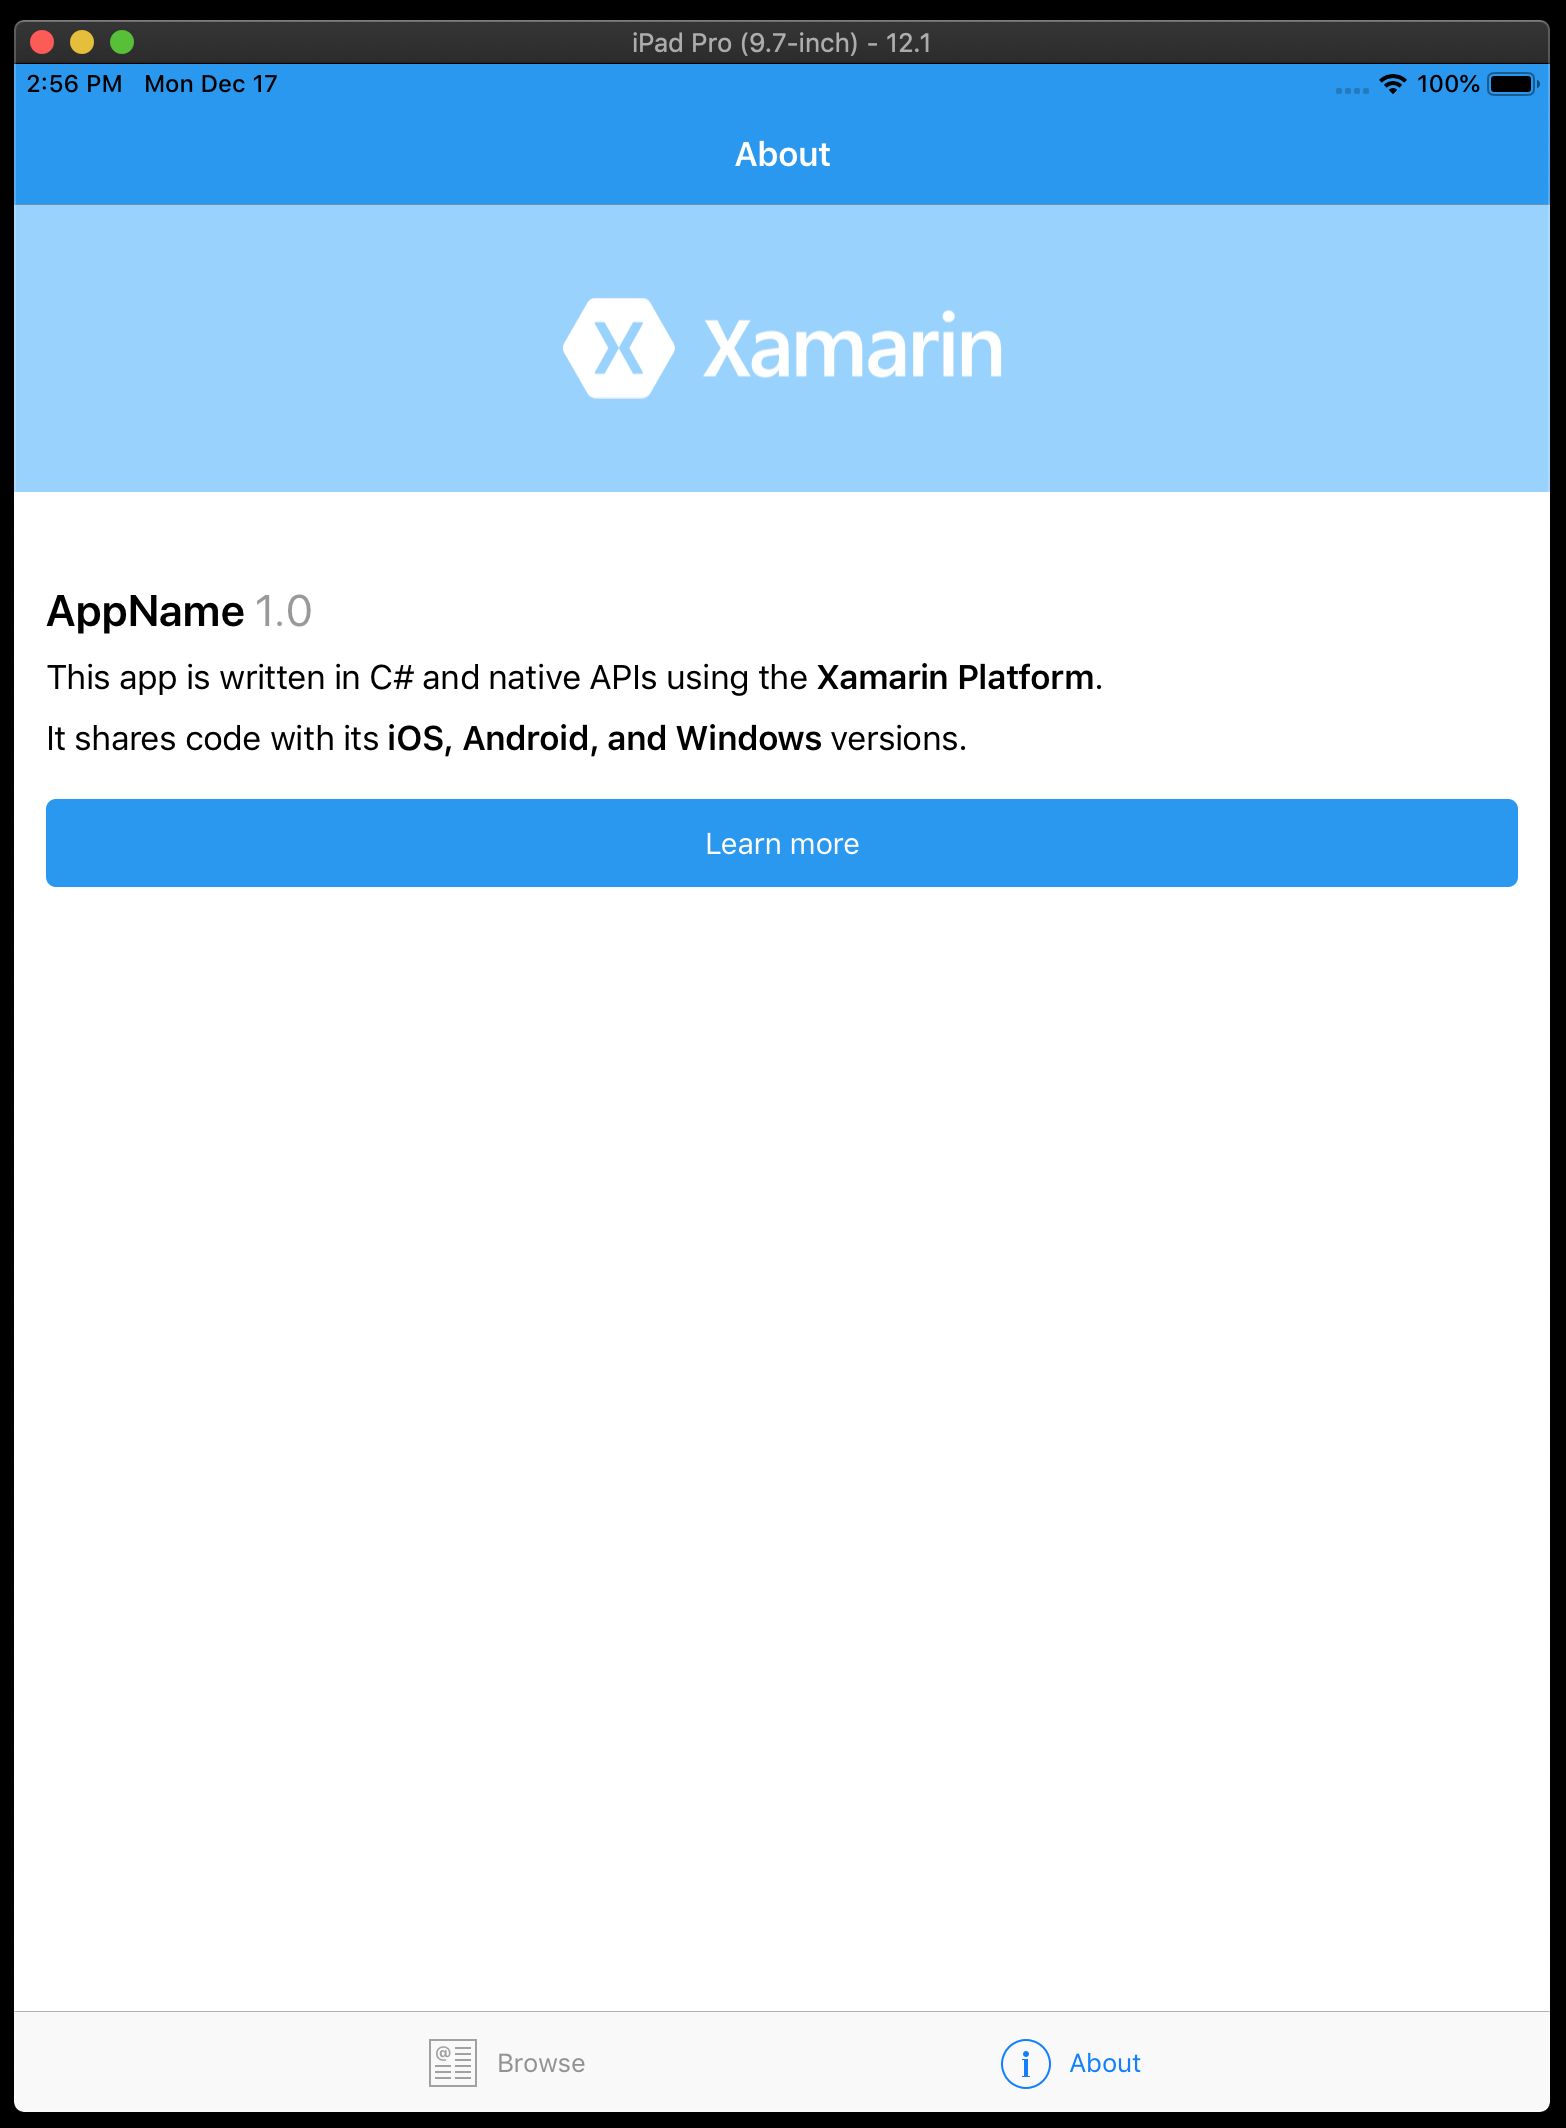 iPad Pro (9.7-inch) - 12.1
2:56 PM Mon Dec 17 100%
About
X Xamarin
AppName 1.0
This app is written in C# and native APIs using the Xamarin Platform.
It shares code with its iOS, Android, and Windows versions.
Learn more
@ Browse i About